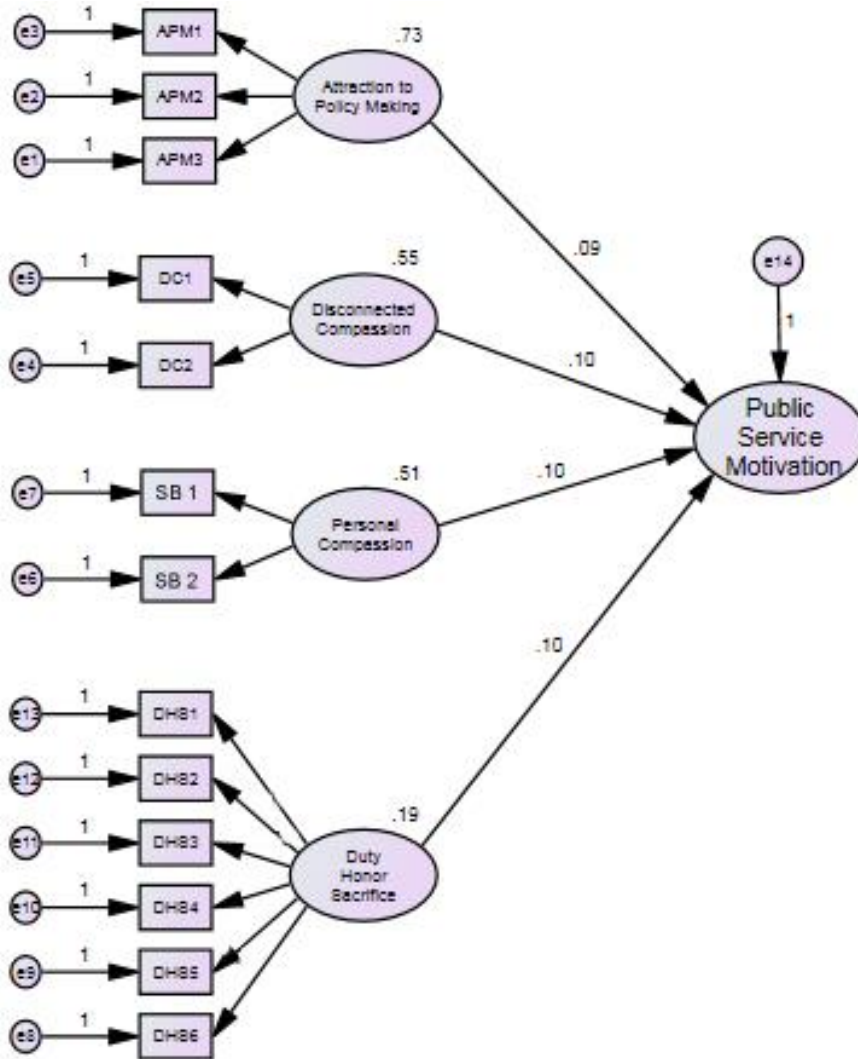 e3
1
APM1
.73
Attraction to
Policy Making
e2
1
APM2
e1
1
APM3
.09
e14
1
e5
1
DC1
.55
Disconnected
Compassion
e4
1
DC2
.10
Public
Service
Motivation
e7
1
SB 1
.51
Personal
Compassion
.10
e6
1
SB 2
.10
e13
1
DHS1
e12
1
DHS2
.19
e11
1
DHS3
Duty
Honor
Sacrifice
e10
1
DHS4
e9
1
DHS5
e8
1
DHS6